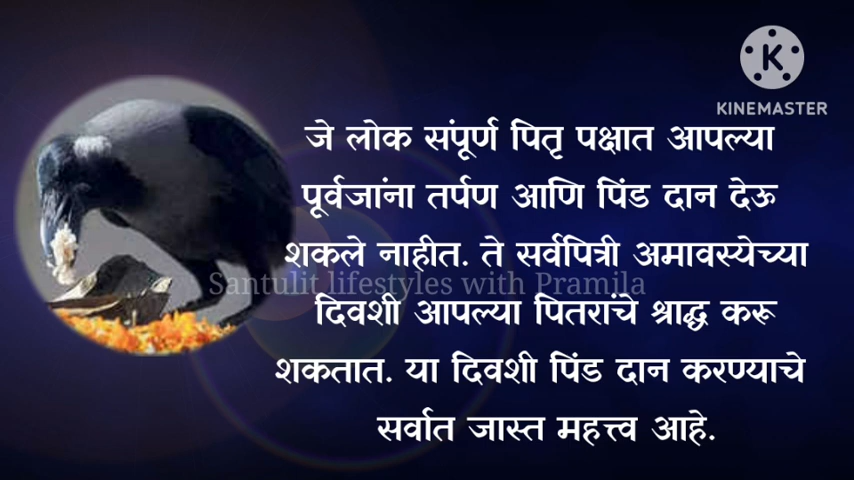 KINEMASTER
जे लोक संपूर्ण पितृ पक्षात आपल्या
पूर्वजांना तर्पण आणि पिंड दान देऊ
शकले नाहीत. ते सर्वपित्री अमावस्येच्या
Santulit lifestyles with Pramila
दिवशी आपल्या पितरांचे श्राद्ध करू
शकतात. या दिवशी पिंड दान करण्याचे
सर्वात जास्त महत्त्व आहे.